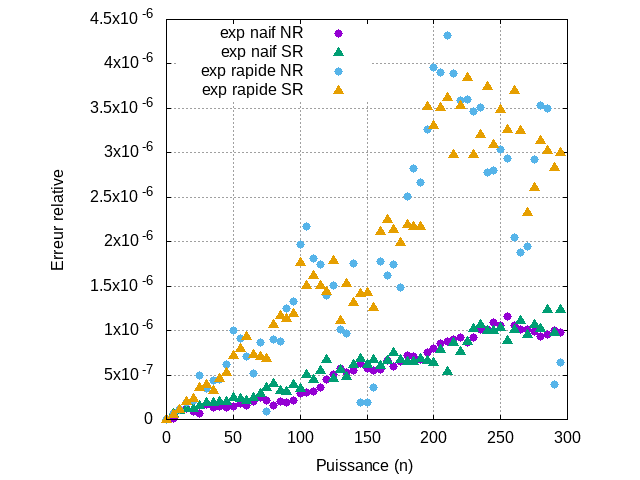 4.5x10⁻⁶
4x10⁻⁶
3.5x10⁻⁶
3x10⁻⁶
2.5x10⁻⁶
2x10⁻⁶
1.5x10⁻⁶
1x10⁻⁶
5x10⁻⁷
0
Erreur relative
exp naif NR
exp naif SR
exp rapide NR
exp rapide SR
0 50 100 150 200 250 300
Puissance (n)